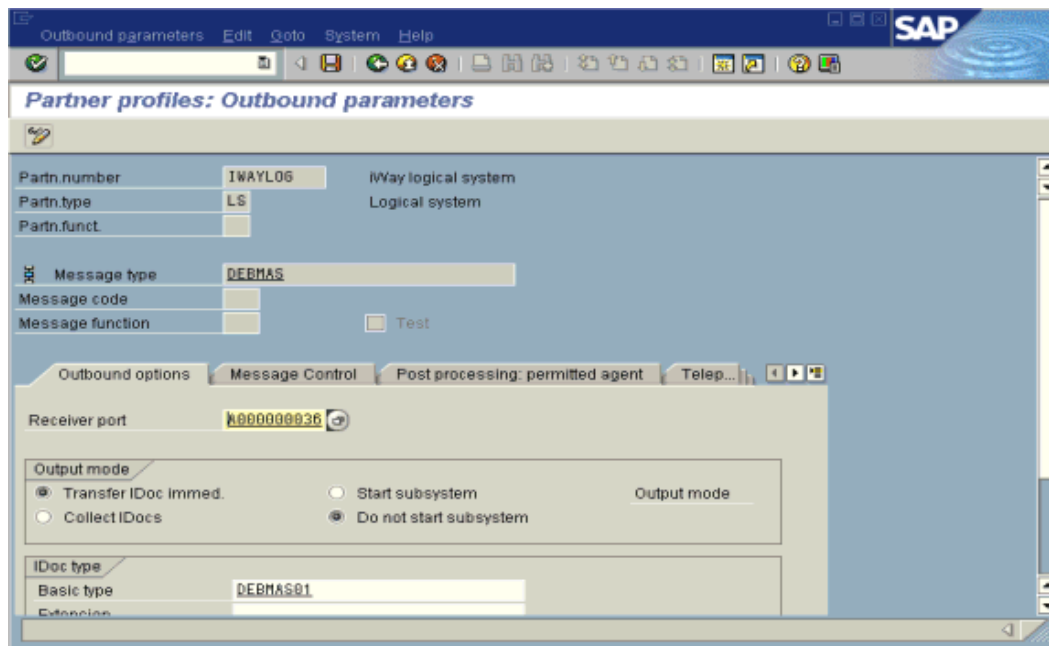 Outbound parameters Edit Goto System Help
SAP
Partner profiles: Outbound parameters
Partn.number IWAYLOG iWay logical system
Partn.type LS Logical system
Partn.funct.
Message type DEBMAS
Message code
Message function Test
Outbound options Message Control Post processing: permitted agent Telep...
Receiver port A000000036
Output mode
Transfer IDoc immed. Start subsystem Output mode
Collect IDocs Do not start subsystem
IDoc type
Basic type DEBMAS01
Extension